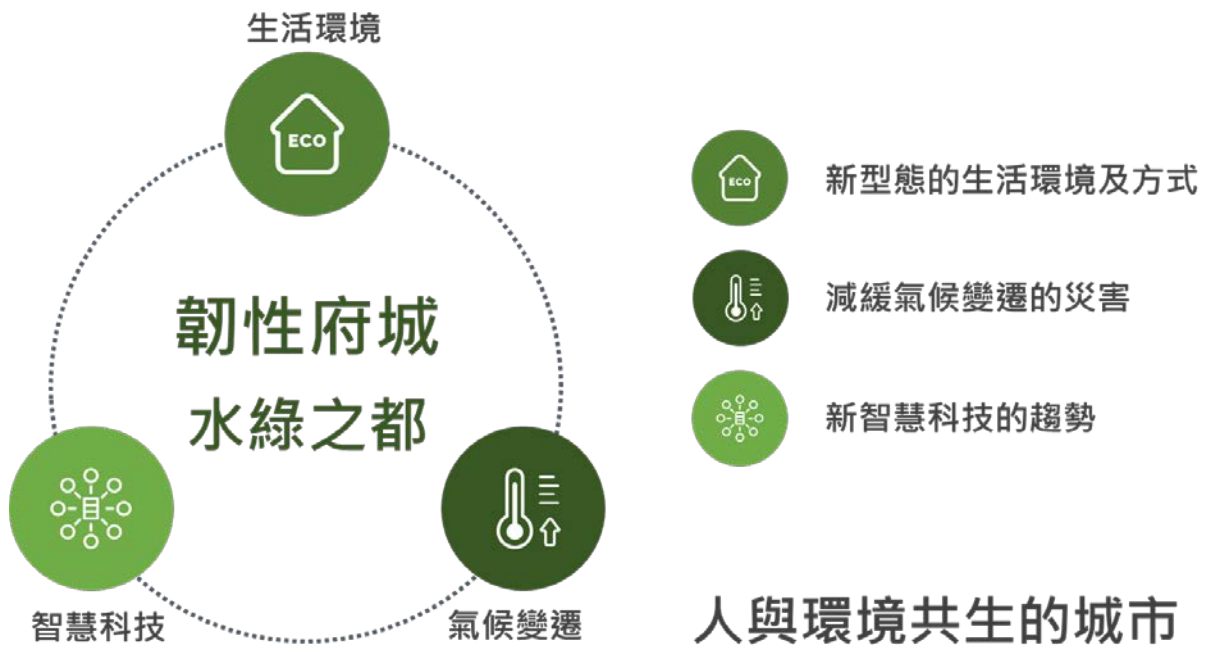 生活環境
ECO
韌性府城
水綠之都
智慧科技
氣候變遷
ECO
新型態的生活環境及方式
減緩氣候變遷的災害
新智慧科技的趨勢
人與環境共生的城市